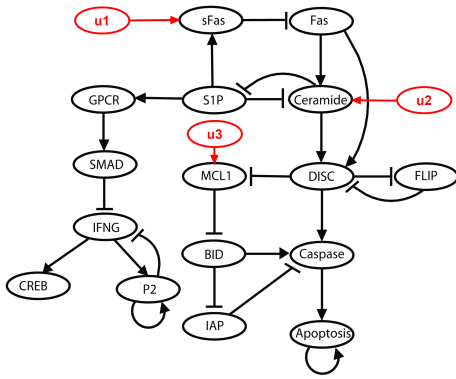 u1
sFas
Fas
GPCR
S1P
Ceramide
u2
u3
SMAD
MCL1
DISC
FLIP
IFNG
BID
Caspase
CREB
P2
IAP
Apoptosis